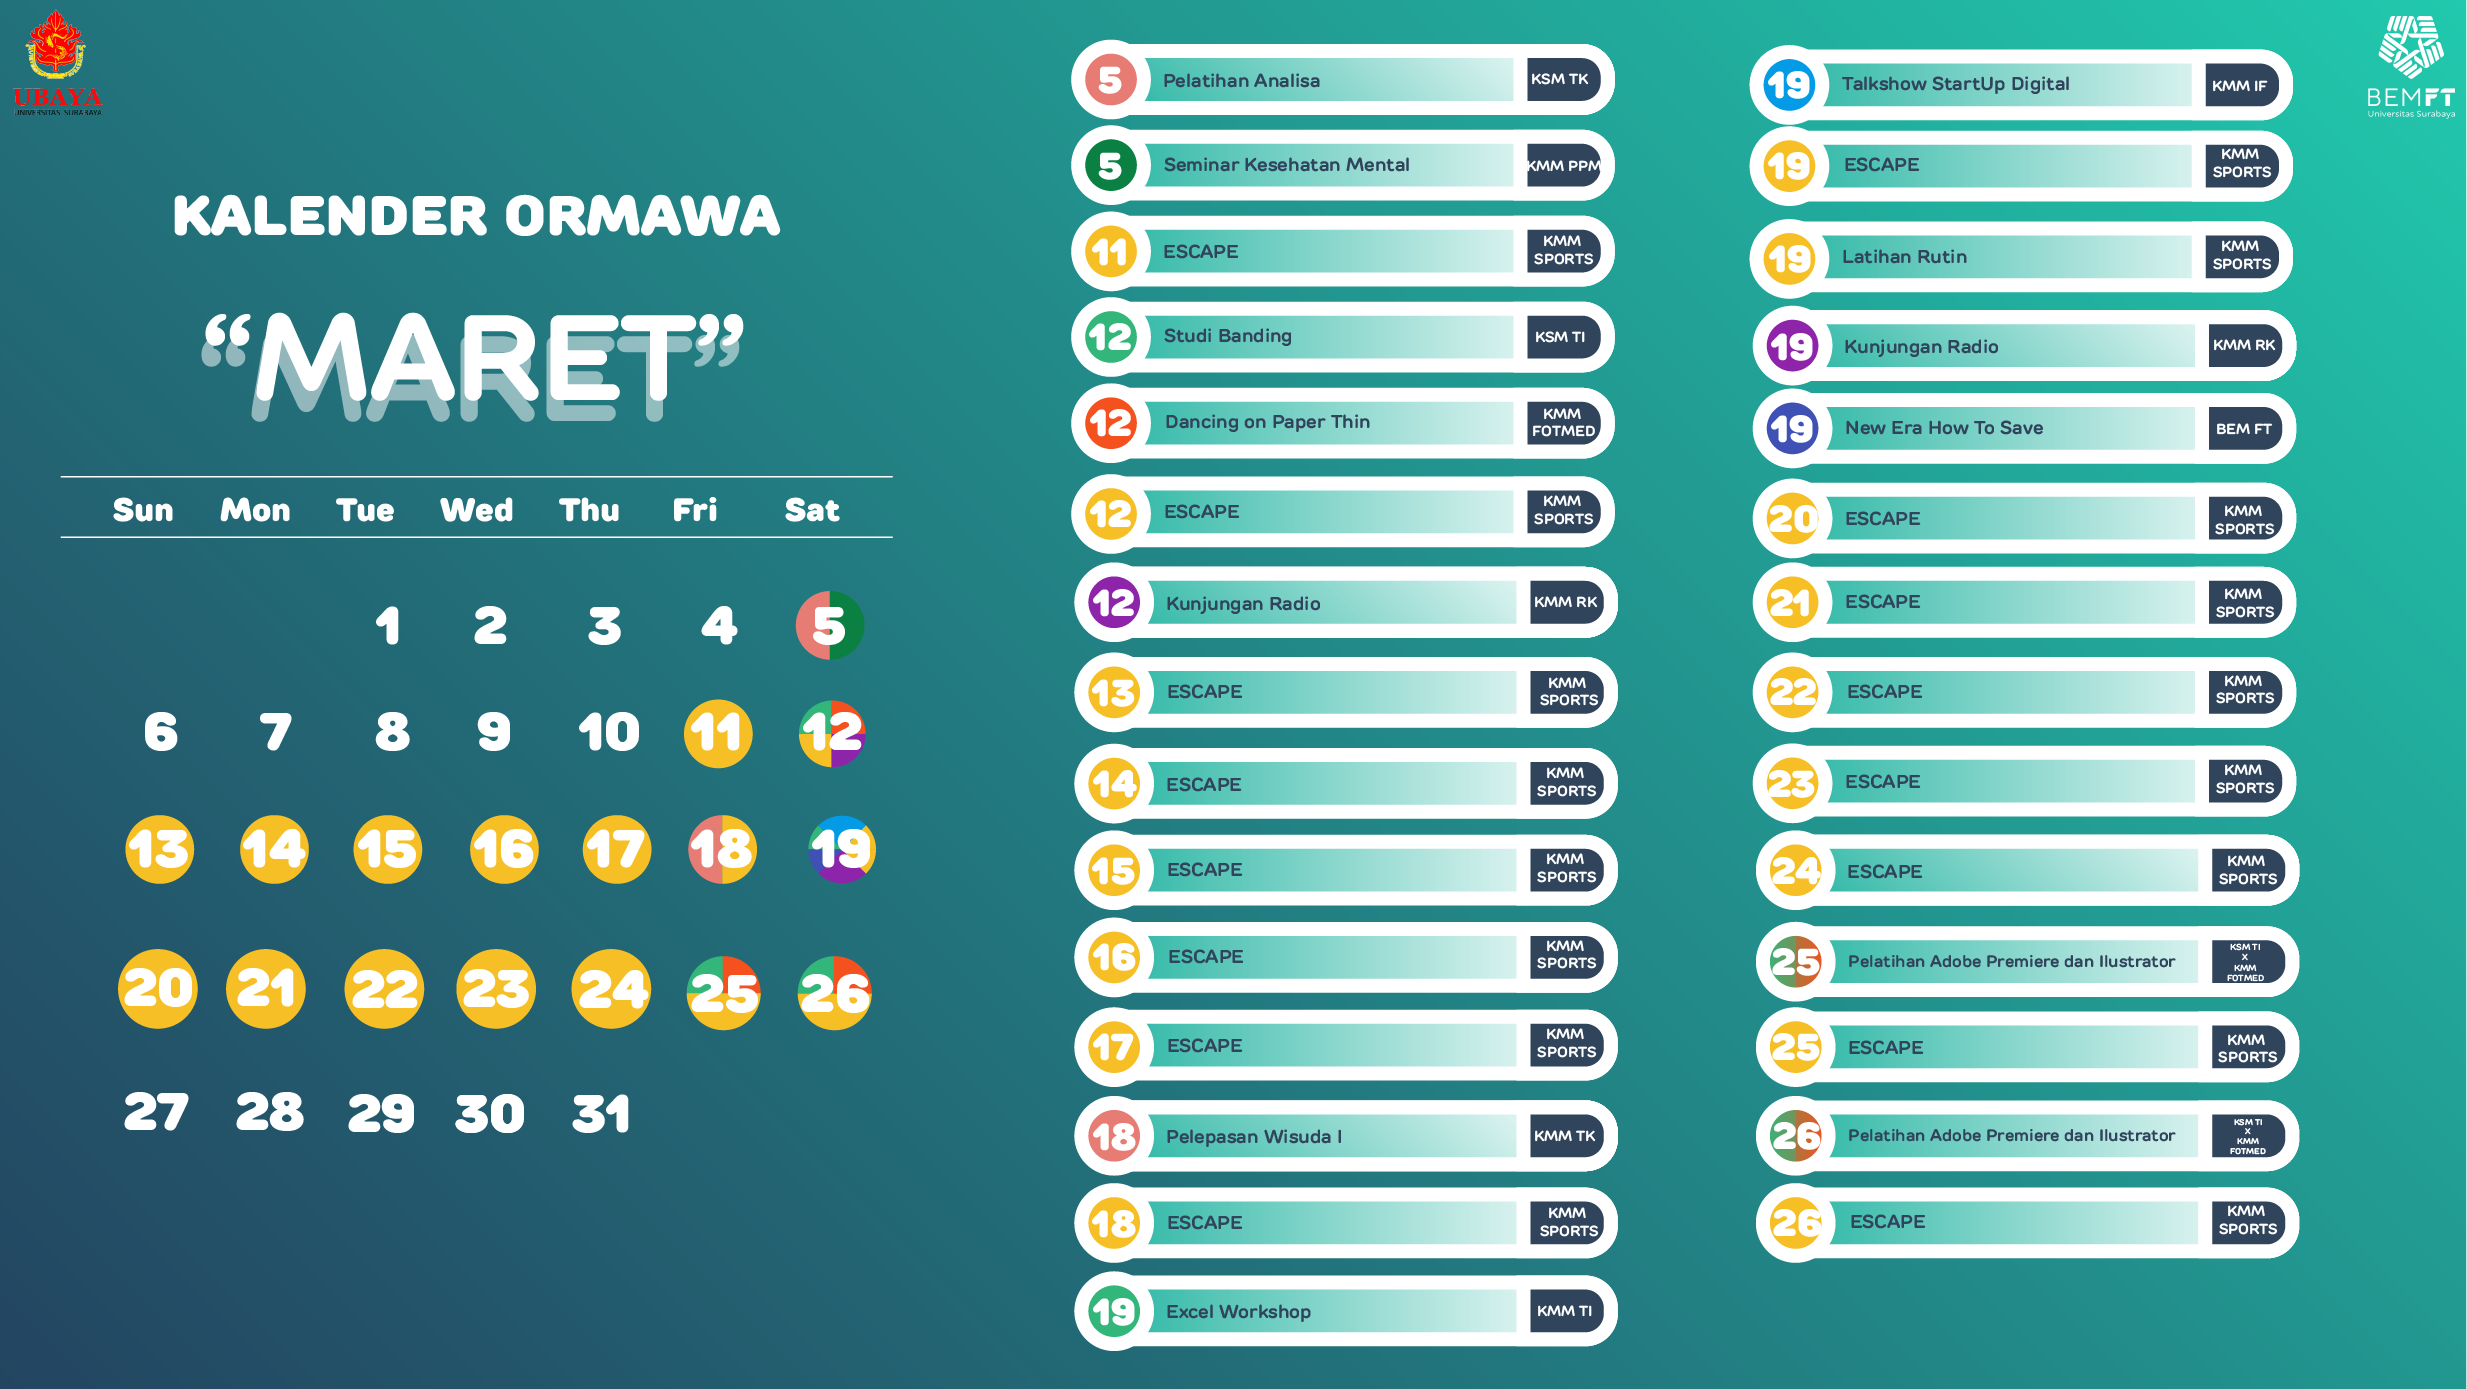 UBAYA
UNIVERSITAS SURABAYA
BEMFT
Universitas Surabaya
KALENDER ORMAWA
“MARET”
Sun Mon Tue Wed Thu Fri Sat
1 2 3 4 5
6 7 8 9 10 11 12
13 14 15 16 17 18 19
20 21 22 23 24 25 26
27 28 29 30 31
5 Pelatihan Analisa KSM TK
5 Seminar Kesehatan Mental KMM PPM
11 ESCAPE KMM
SPORTS
12 Studi Banding KSM TI
12 Dancing on Paper Thin KMM
FOTMED
12 ESCAPE KMM
SPORTS
12 Kunjungan Radio KMM RK
13 ESCAPE KMM
SPORTS
14 ESCAPE KMM
SPORTS
15 ESCAPE KMM
SPORTS
16 ESCAPE KMM
SPORTS
17 ESCAPE KMM
SPORTS
18 Pelepasan Wisuda I KMM TK
18 ESCAPE KMM
SPORTS
19 Excel Workshop KMM TI
19 Talkshow StartUp Digital KMM IF
19 ESCAPE KMM
SPORTS
19 Latihan Rutin KMM
SPORTS
19 Kunjungan Radio KMM RK
19 New Era How To Save BEM FT
20 ESCAPE KMM
SPORTS
21 ESCAPE KMM
SPORTS
22 ESCAPE KMM
SPORTS
23 ESCAPE KMM
SPORTS
24 ESCAPE KMM
SPORTS
25 Pelatihan Adobe Premiere dan Ilustrator KSM TI
X
KMM
FOTMED
25 ESCAPE KMM
SPORTS
26 Pelatihan Adobe Premiere dan Ilustrator KSM TI
X
KMM
FOTMED
26 ESCAPE KMM
SPORTS